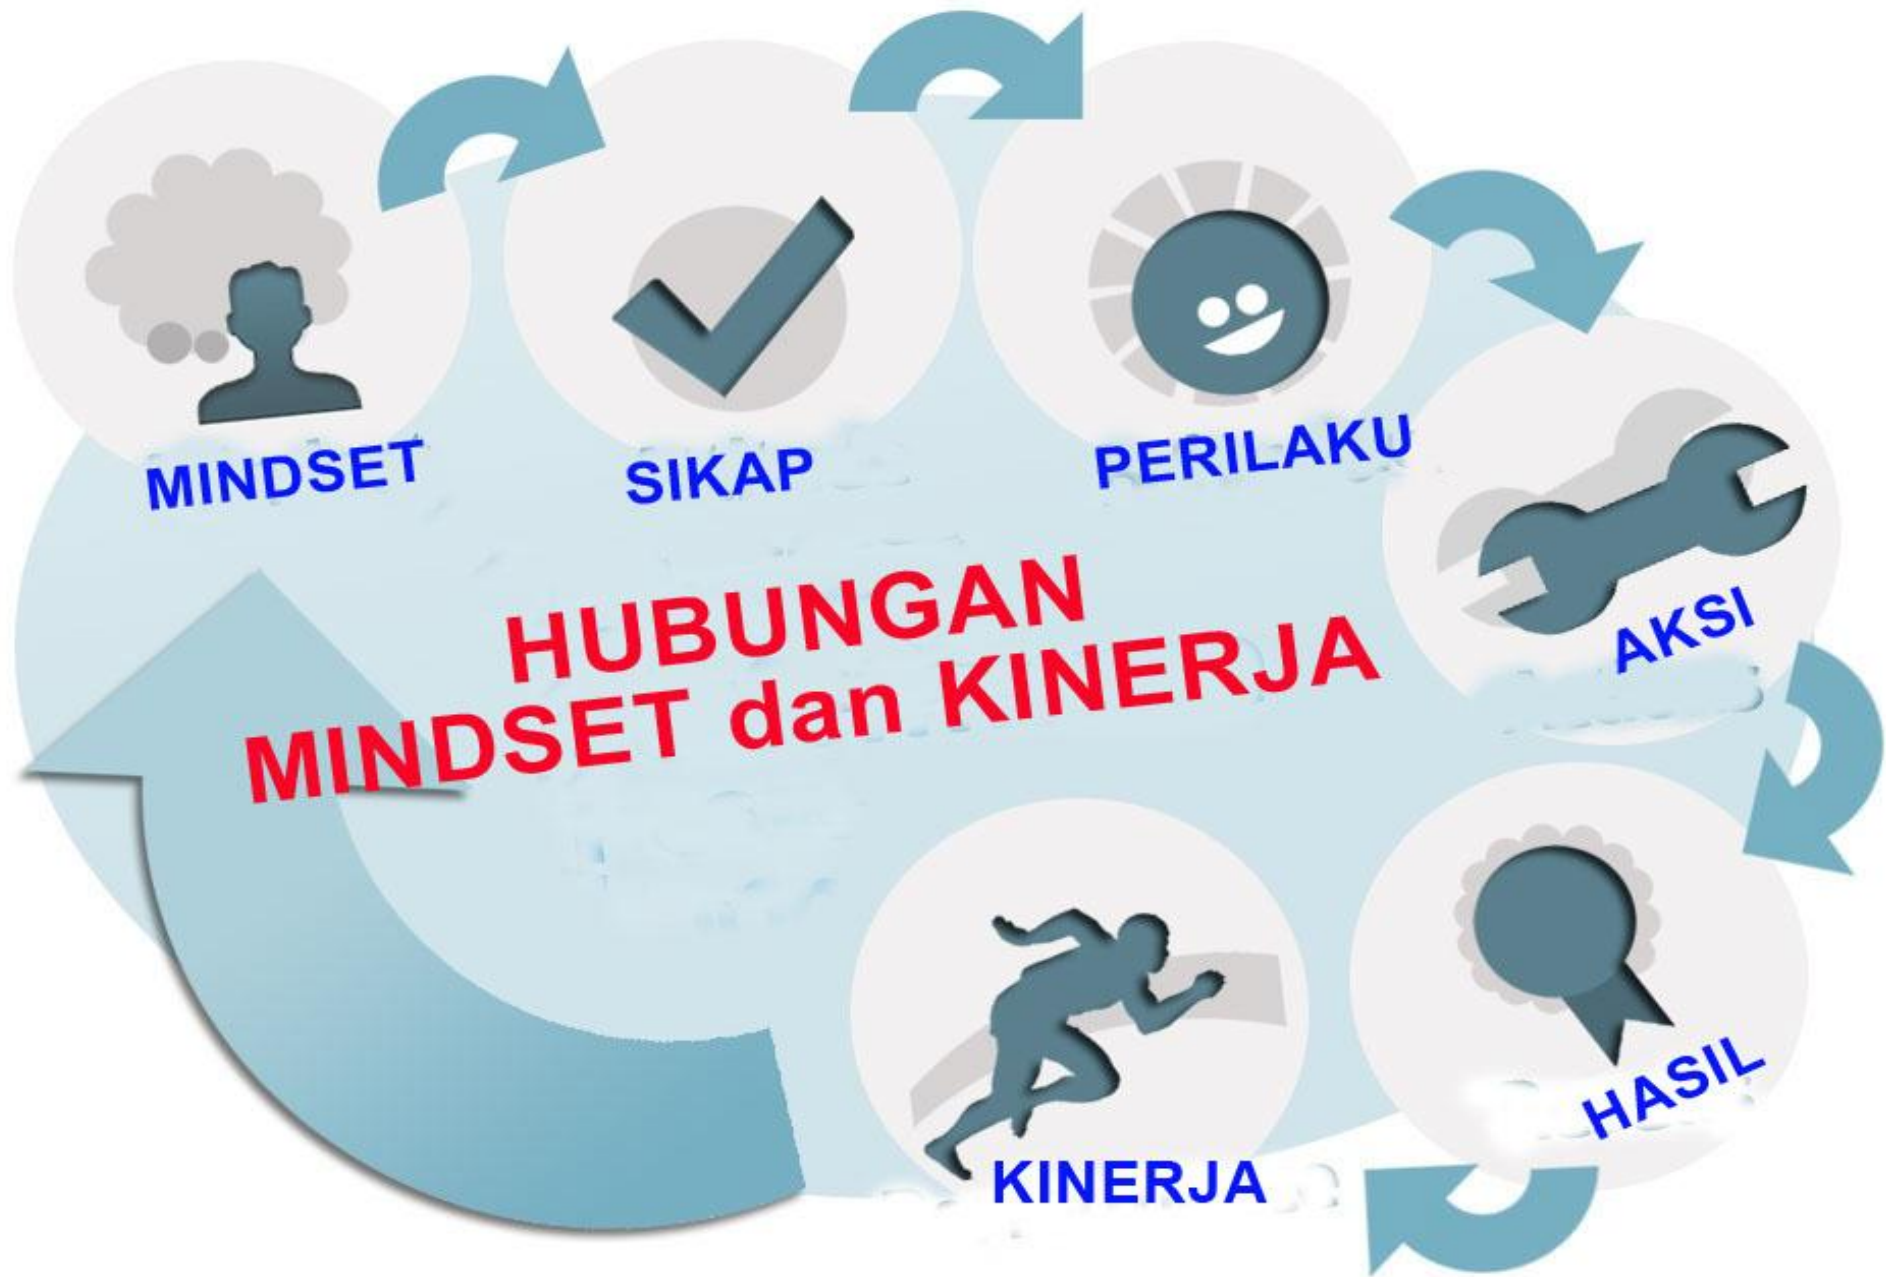 MINDSET
SIKAP
PERILAKU
AKSI
HUBUNGAN
MINDSET dan KINERJA
HASIL
KINERJA